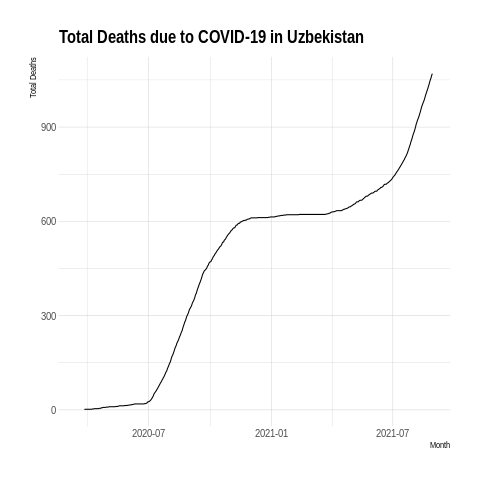 Total Deaths due to COVID-19 in Uzbekistan
Total Deaths
900
600
300
0
2020-07 2021-01 2021-07
Month